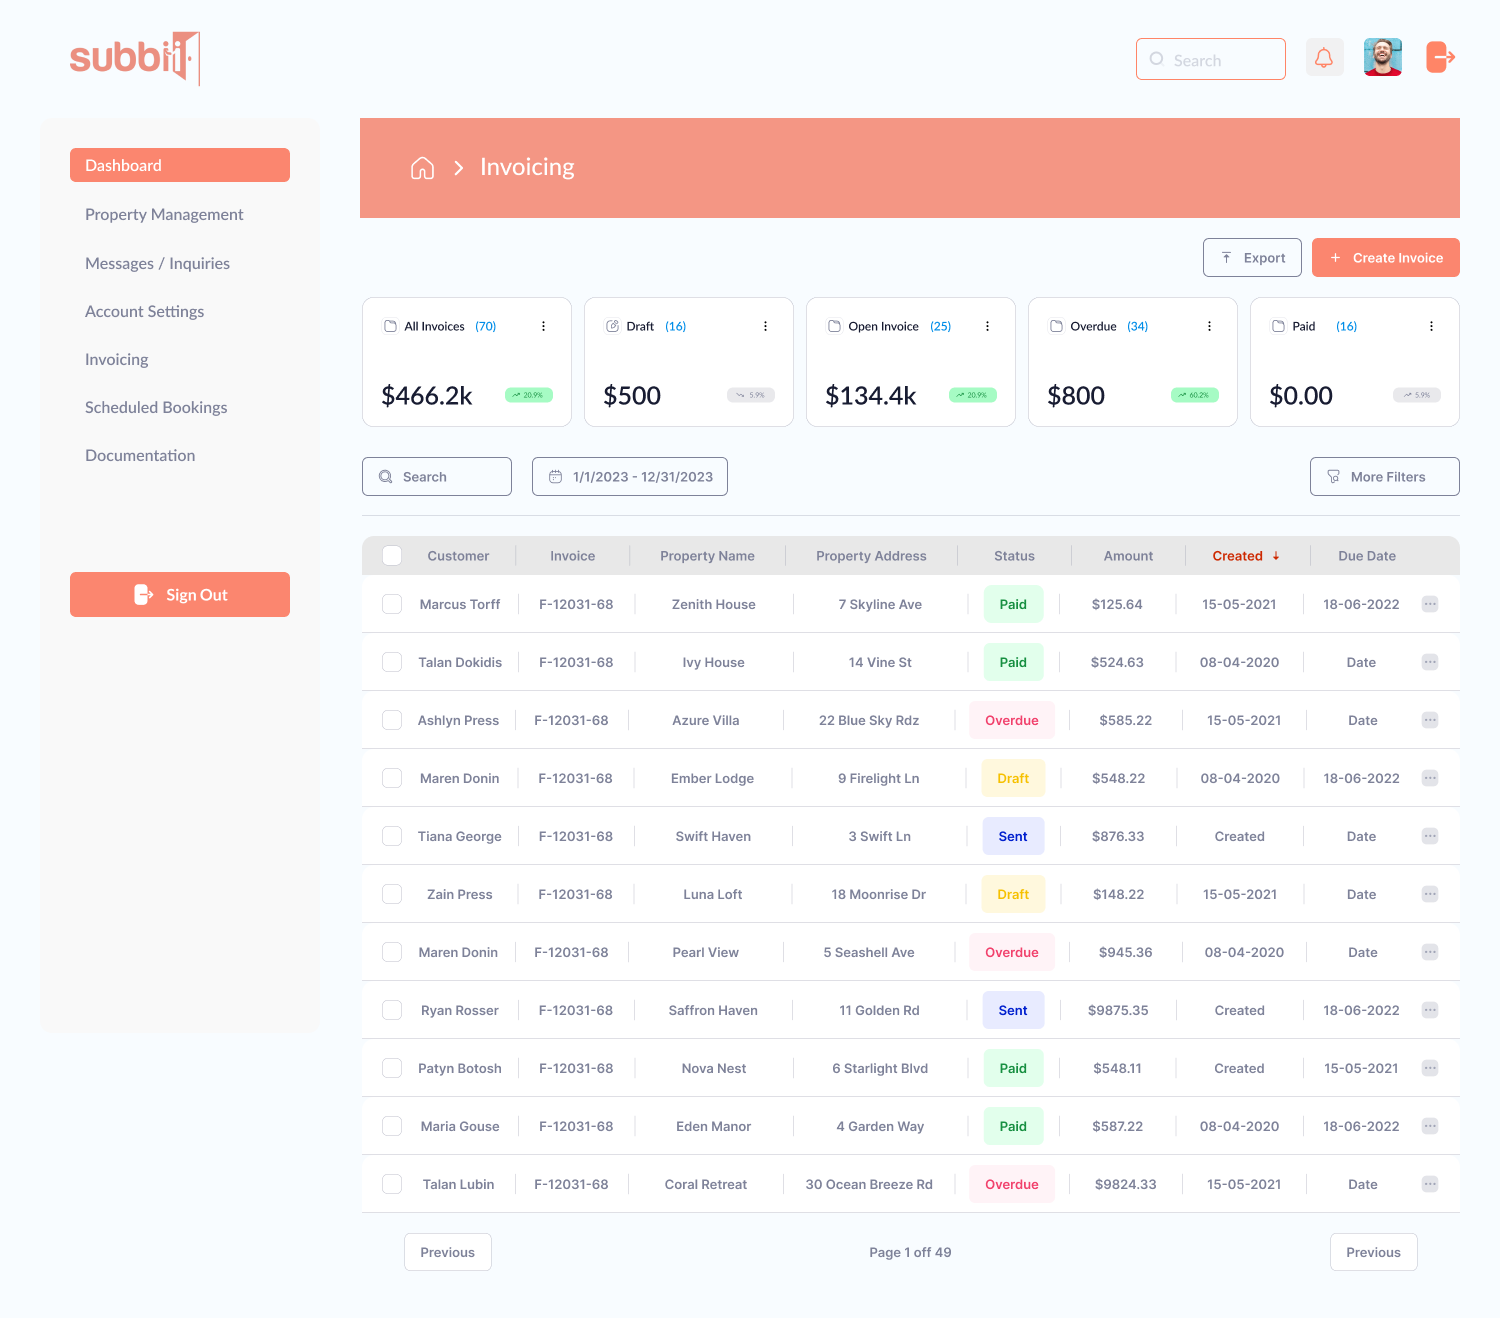 subbit
Search
Dashboard
Property Management
Messages / Inquiries
Account Settings
Invoicing
Scheduled Bookings
Documentation
Sign Out
Invoicing
Export
Create Invoice
All Invoices (70)
$466.2k 20.9%
Draft (16)
$500 5.9%
Open Invoice (25)
$134.4k 20.9%
Overdue (34)
$800 60.2%
Paid (16)
$0.00 5.9%
Search
1/1/2023 - 12/31/2023
More Filters
Customer Invoice Property Name Property Address Status Amount Created Due Date
Marcus Torff F-12031-68 Zenith House 7 Skyline Ave Paid $125.64 15-05-2021 18-06-2022
Talan Dokidis F-12031-68 Ivy House 14 Vine St Paid $524.63 08-04-2020 Date
Ashlyn Press F-12031-68 Azure Villa 22 Blue Sky Rdz Overdue $585.22 15-05-2021 Date
Maren Donin F-12031-68 Ember Lodge 9 Firelight Ln Draft $548.22 08-04-2020 18-06-2022
Tiana George F-12031-68 Swift Haven 3 Swift Ln Sent $876.33 Created Date
Zain Press F-12031-68 Luna Loft 18 Moonrise Dr Draft $148.22 15-05-2021 Date
Maren Donin F-12031-68 Pearl View 5 Seashell Ave Overdue $945.36 08-04-2020 Date
Ryan Rosser F-12031-68 Saffron Haven 11 Golden Rd Sent $9875.35 Created 18-06-2022
Patyn Botosh F-12031-68 Nova Nest 6 Starlight Blvd Paid $548.11 Created 15-05-2021
Maria Gouse F-12031-68 Eden Manor 4 Garden Way Paid $587.22 08-04-2020 18-06-2022
Talan Lubin F-12031-68 Coral Retreat 30 Ocean Breeze Rd Overdue $9824.33 15-05-2021 Date
Previous Page 1 off 49 Previous